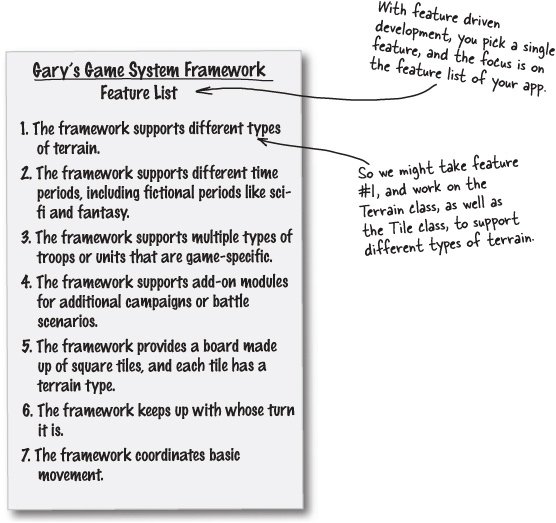 With feature driven
development, you pick a single
feature, and the focus is on
the feature list of your app.
Gary's Game System Framework
Feature List
1. The framework supports different types
of terrain.
2. The framework supports different time
periods, including fictional periods like sci-
fi and fantasy.
3. The framework supports multiple types of
troops or units that are game-specific.
4. The framework supports add-on modules
for additional campaigns or battle
scenarios.
5. The framework provides a board made
up of square tiles, and each tile has a
terrain type.
6. The framework keeps up with whose turn
it is.
7. The framework coordinates basic
movement.
So we might take feature
#1, and work on the
Terrain class, as well as
the Tile class, to support
different types of terrain.